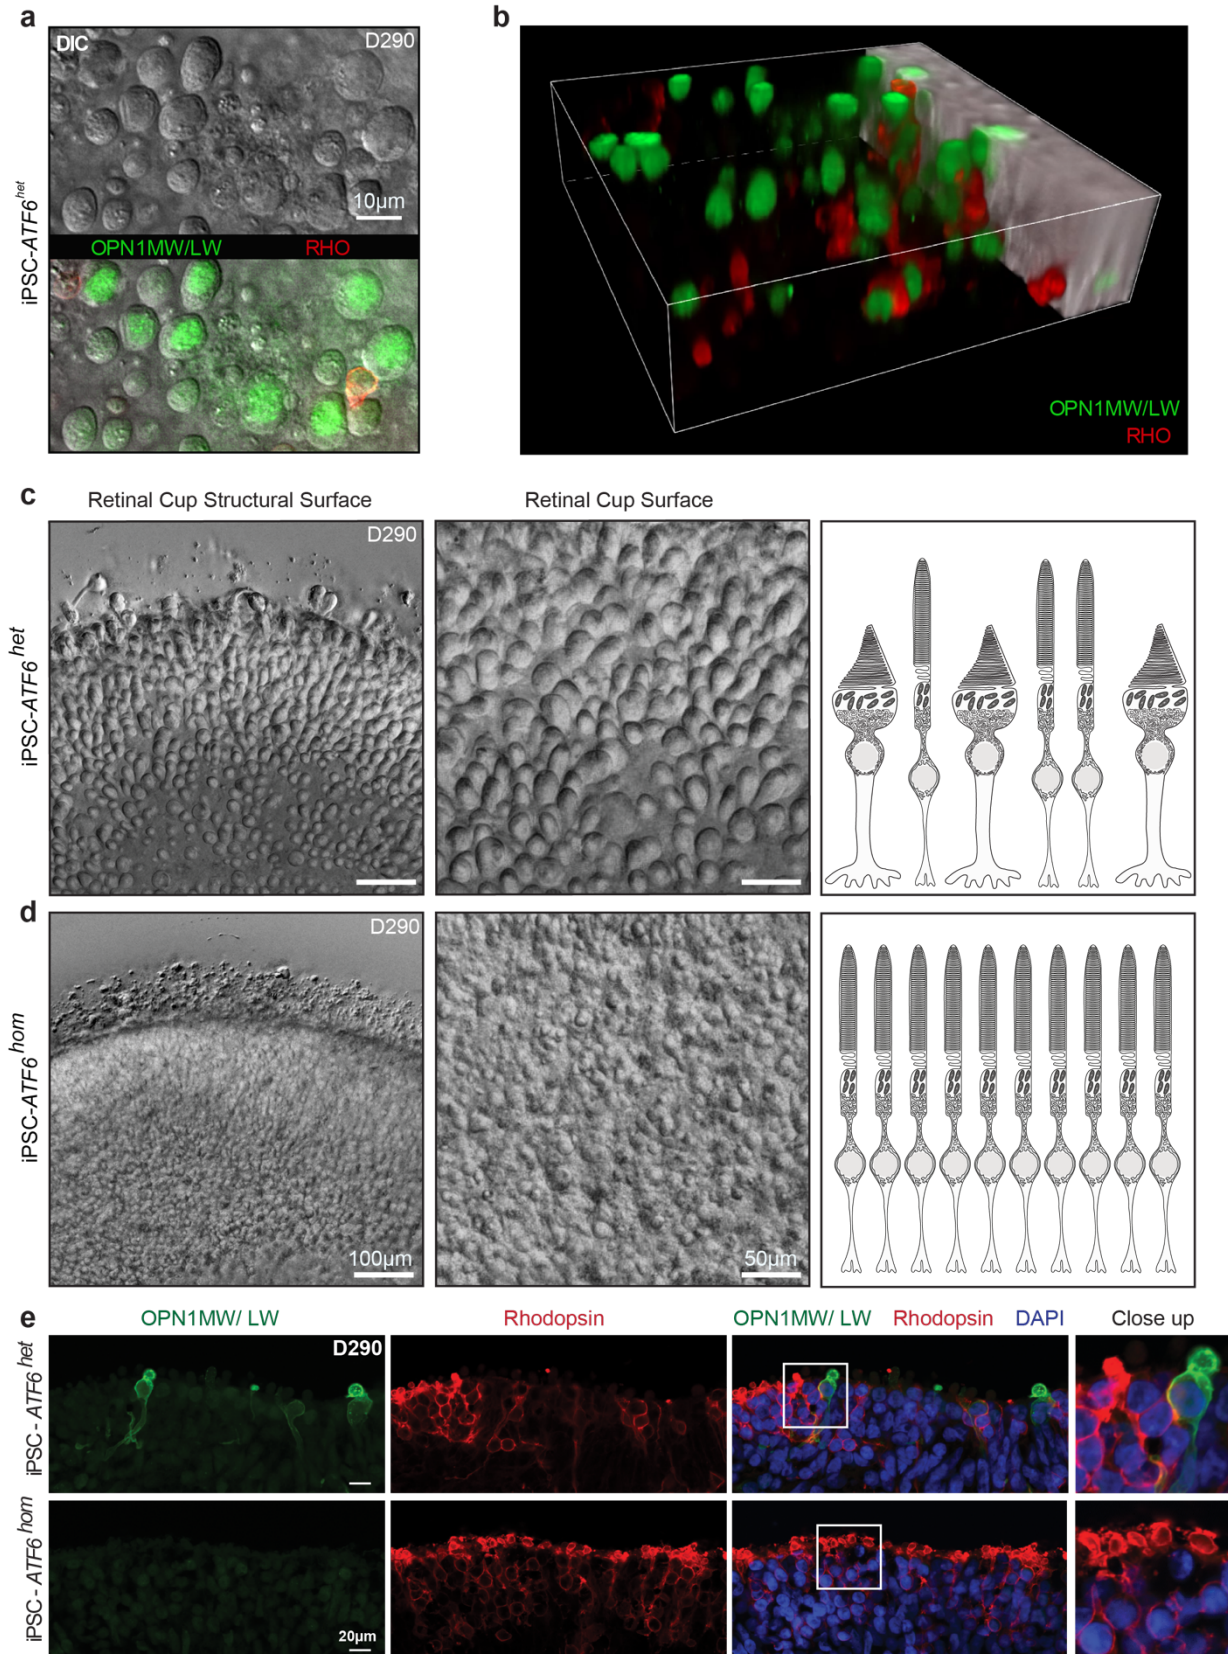 a
DIC
D290
10µm
iPSC-ATF6het
OPN1MW/LW
RHO
b
OPN1MW/LW
RHO
c
Retinal Cup Structural Surface
Retinal Cup Surface
D290
iPSC-ATF6het
d
D290
iPSC-ATF6hom
100µm
50µm
e
OPN1MW/ LW
Rhodopsin
OPN1MW/ LW Rhodopsin DAPI
Close up
D290
iPSC - ATF6het
iPSC - ATF6hom
20µm